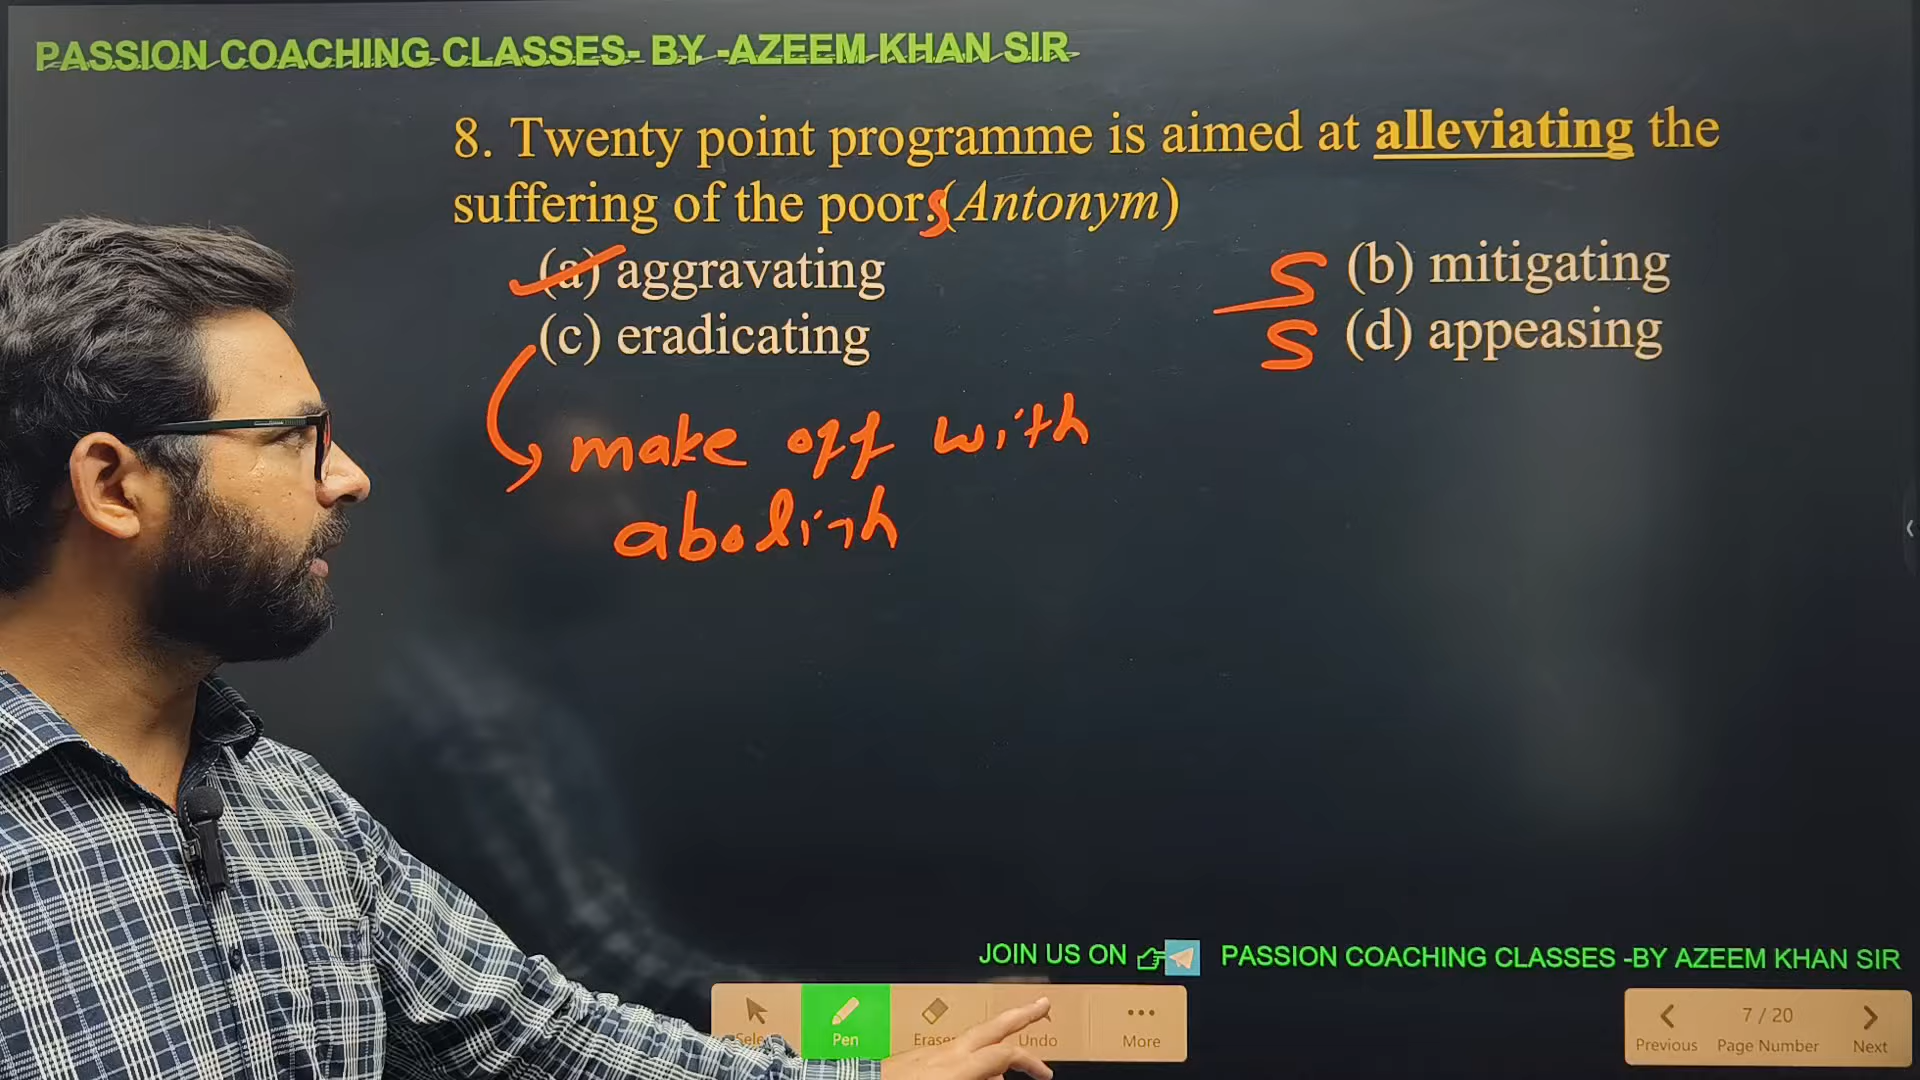 PASSION COACHING CLASSES- BY -AZEEM KHAN SIR
8. Twenty point programme is aimed at alleviating the
suffering of the poor.(Antonym)
(a) aggravating
S (b) mitigating
(c) eradicating
S (d) appeasing
make off with
abolish
JOIN US ON PASSION COACHING CLASSES -BY AZEEM KHAN SIR
Pen Undo More
7 / 20
Previous Page Number Next